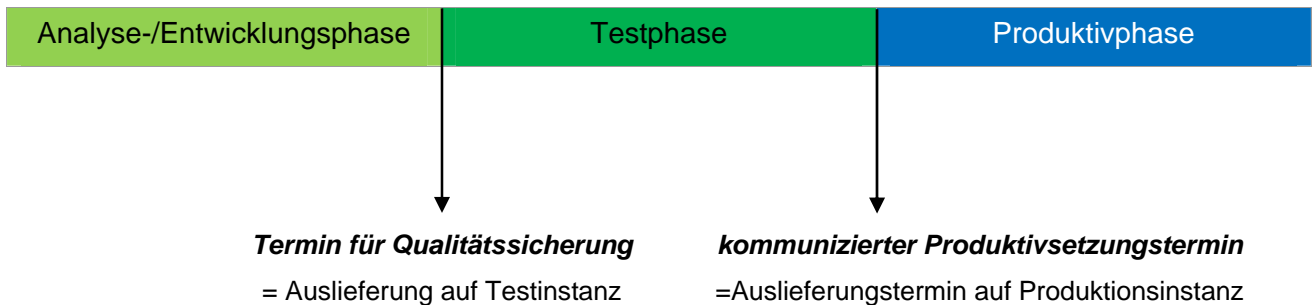 Analyse-/Entwicklungsphase Testphase Produktivphase
Termin für Qualitätssicherung kommunizierter Produktivsetzungstermin
= Auslieferung auf Testinstanz =Auslieferungstermin auf Produktionsinstanz